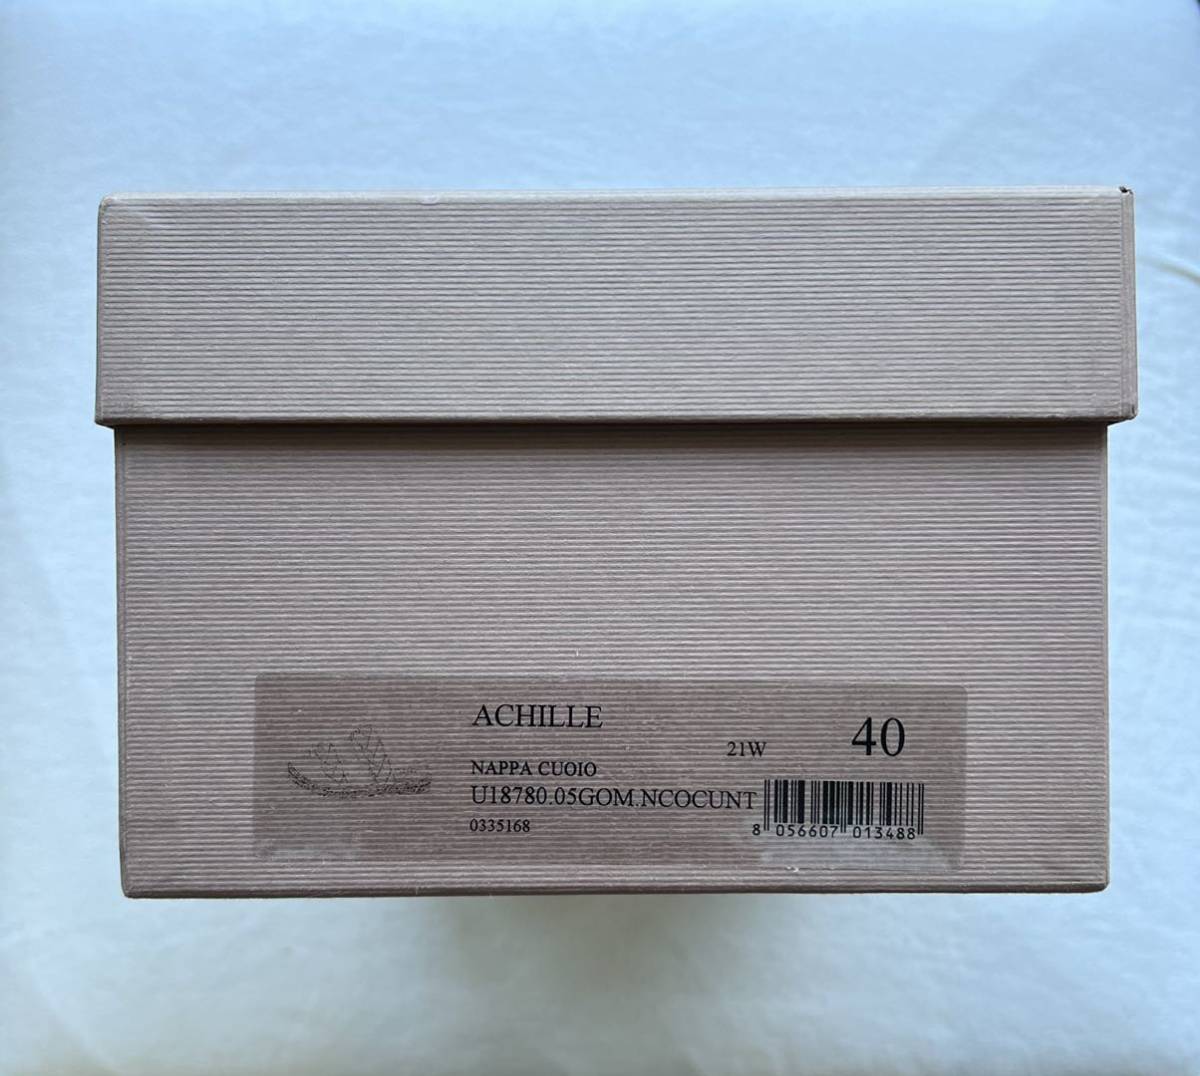 ACHILLE
21W 40
NAPPA CUOIO
U18780.05GOM.NCOCUNT
0335168
8 056607 013488